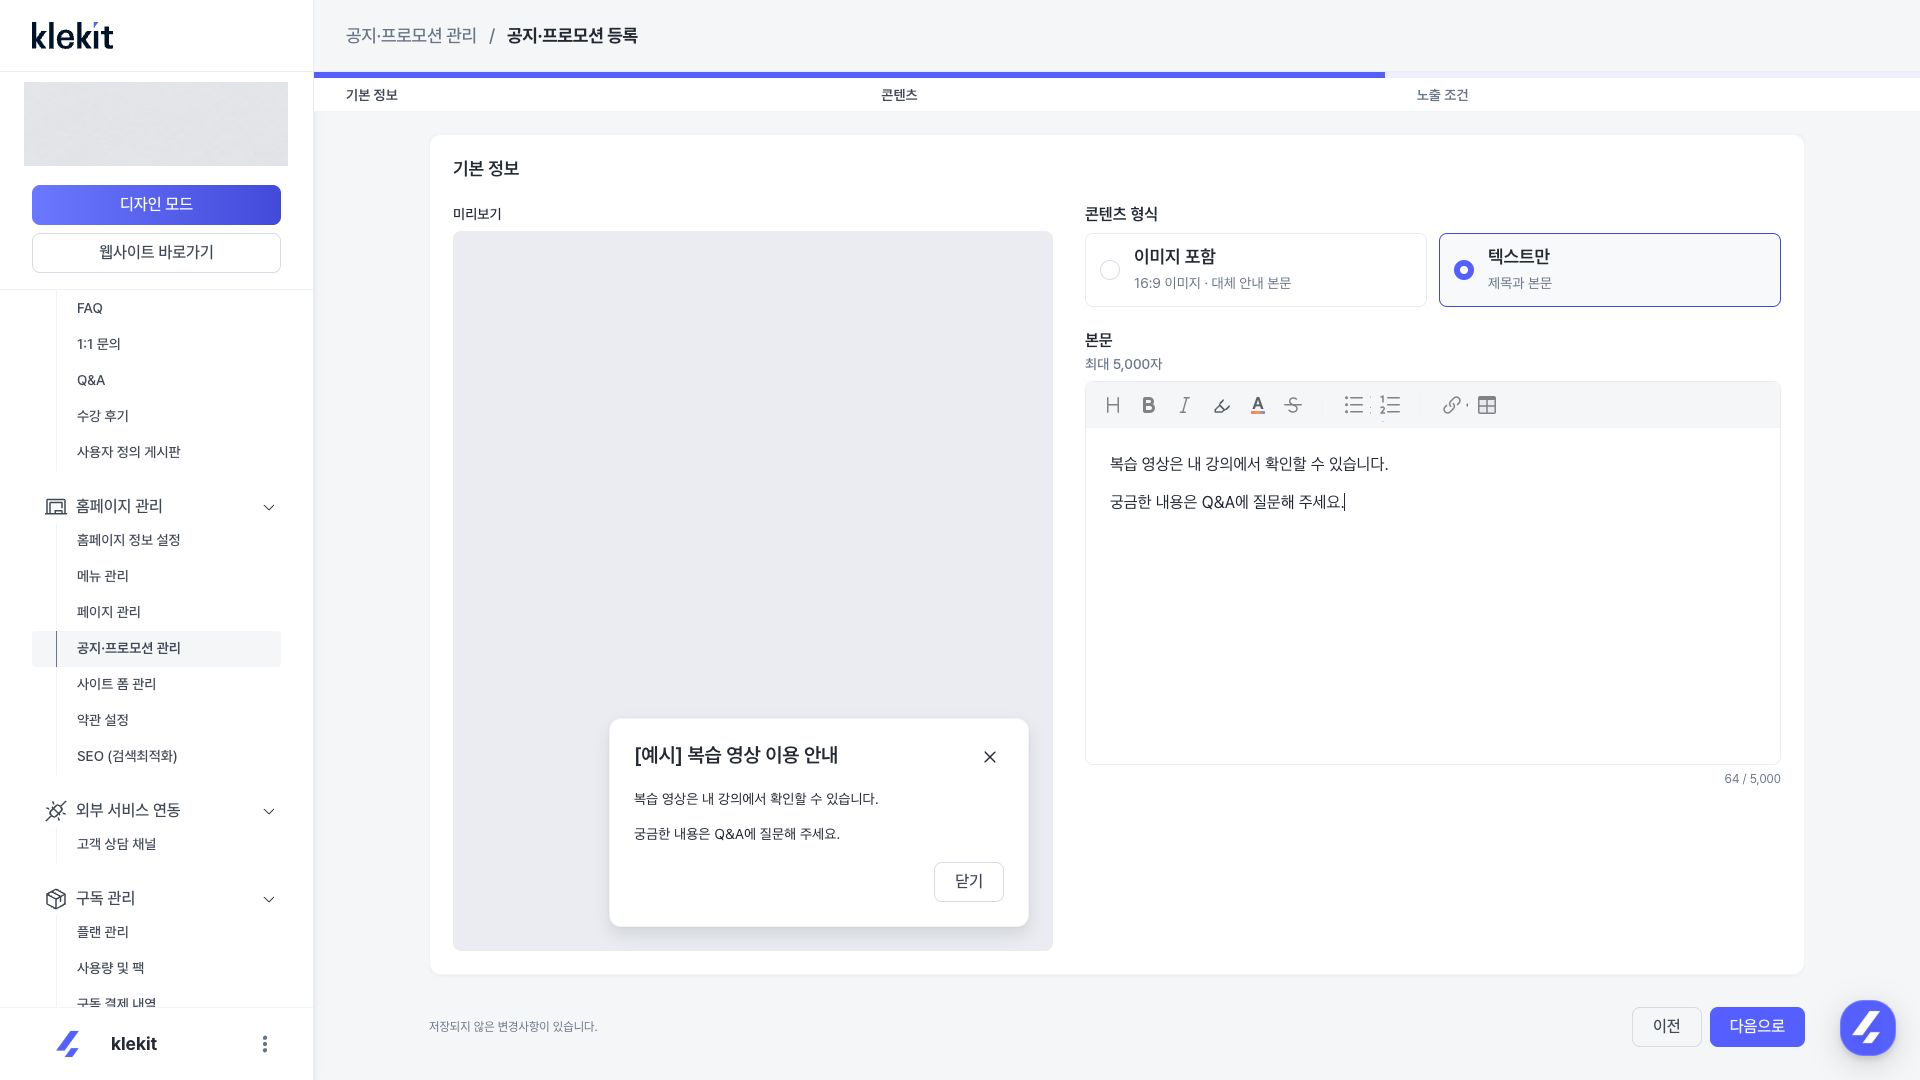 klekit
공지·프로모션 관리 / 공지·프로모션 등록
기본 정보
콘텐츠
노출 조건
디자인 모드
웹사이트 바로가기
FAQ
1:1 문의
Q&A
수강 후기
사용자 정의 게시판
홈페이지 관리
홈페이지 정보 설정
메뉴 관리
페이지 관리
공지·프로모션 관리
사이트 폼 관리
약관 설정
SEO (검색최적화)
외부 서비스 연동
고객 상담 채널
구독 관리
플랜 관리
사용량 및 팩
구독 결제 내역
klekit
기본 정보
미리보기
[예시] 복습 영상 이용 안내
복습 영상은 내 강의에서 확인할 수 있습니다.
궁금한 내용은 Q&A에 질문해 주세요.
닫기
콘텐츠 형식
이미지 포함
16:9 이미지 · 대체 안내 본문
텍스트만
제목과 본문
본문
최대 5,000자
H B I A S
복습 영상은 내 강의에서 확인할 수 있습니다.
궁금한 내용은 Q&A에 질문해 주세요.
64 / 5,000
저장되지 않은 변경사항이 있습니다.
이전
다음으로